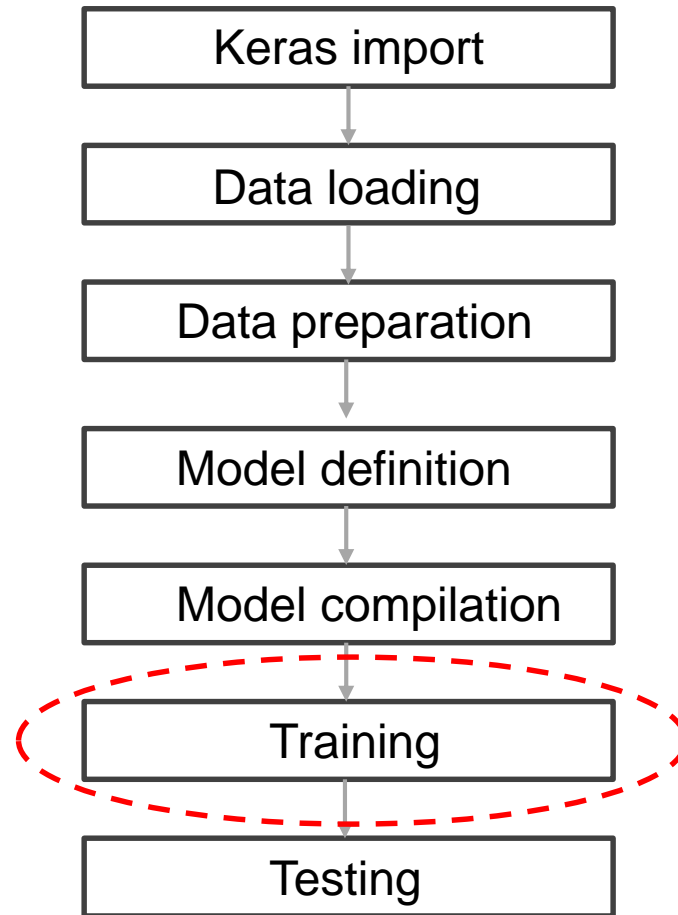 Keras import
Data loading
Data preparation
Model definition
Model compilation
Training
Testing